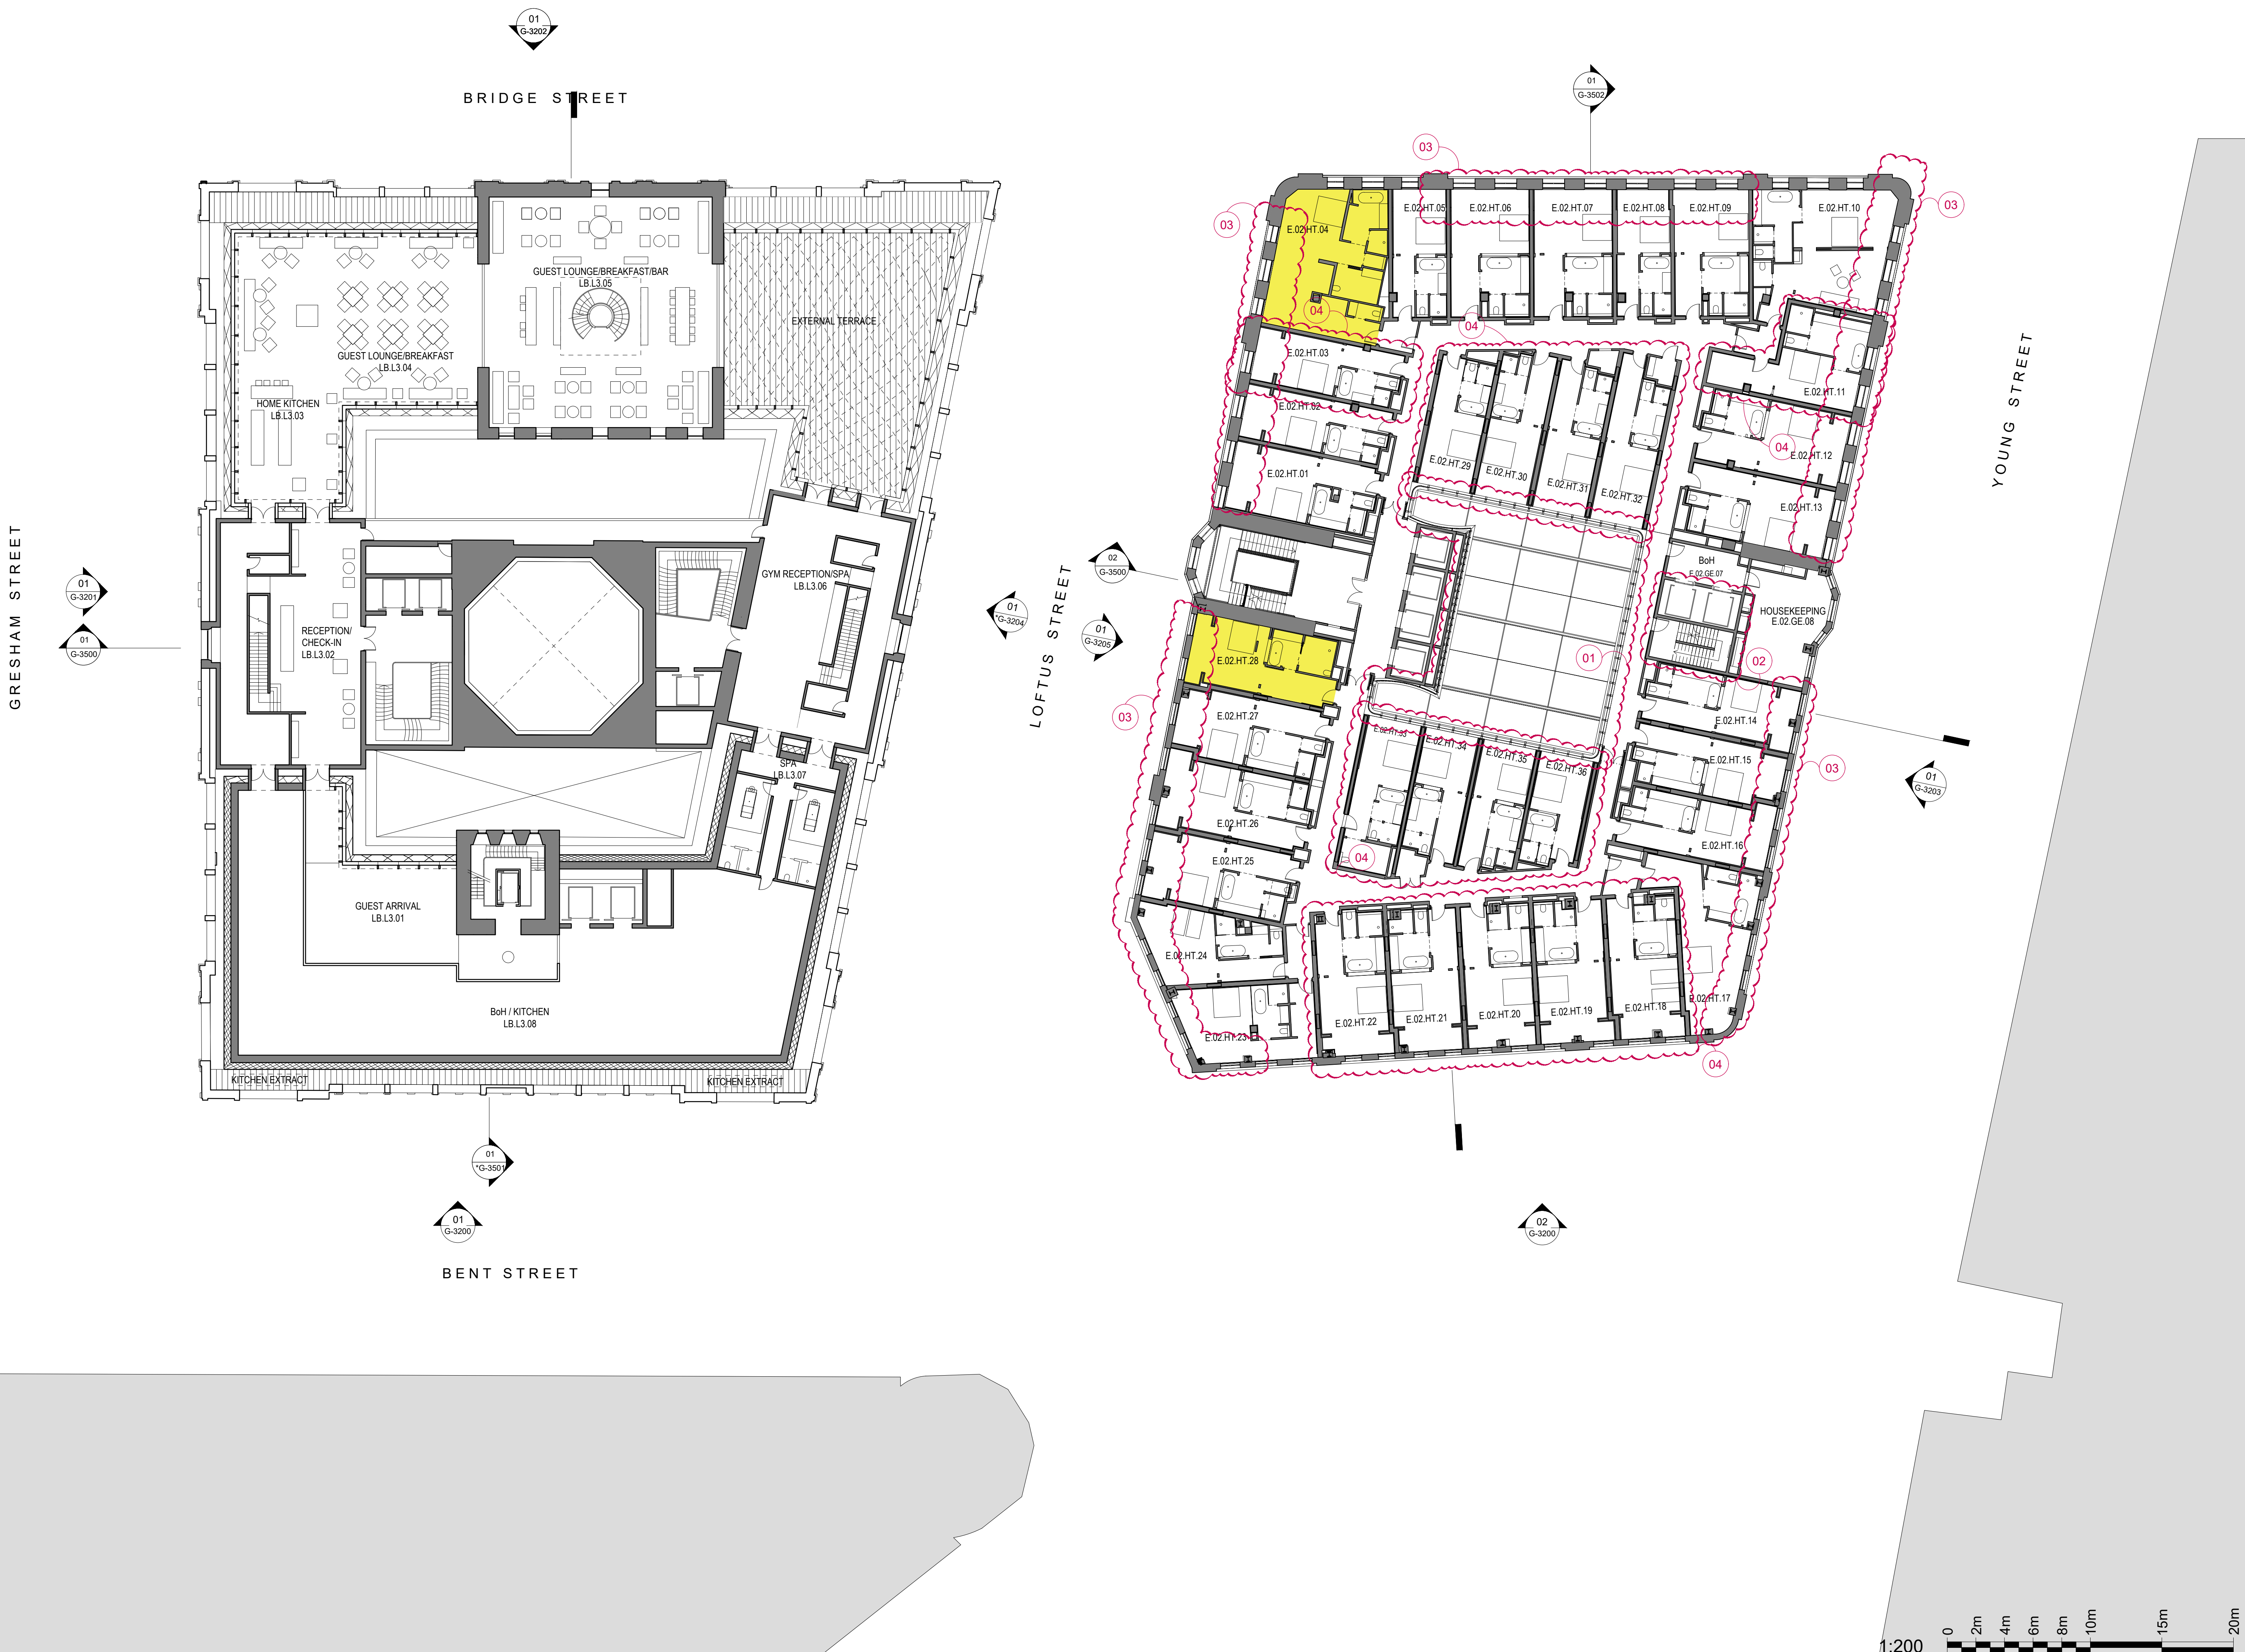 01
G-3202
BRIDGE STREET
GRESHAM STREET
01
G-3201
01
G-3500
GUEST LOUNGE/BREAKFAST/BAR
LB.L3.05
EXTERNAL TERRACE
GUEST LOUNGE/BREAKFAST
LB.L3.04
HOME KITCHEN
LB.L3.03
GYM RECEPTION/SPA
LB.L3.06
RECEPTION/
CHECK-IN
LB.L3.02
SPA
LB.L3.07
GUEST ARRIVAL
LB.L3.01
BoH / KITCHEN
LB.L3.08
KITCHEN EXTRACT
KITCHEN EXTRACT
01
*G-3501
01
G-3200
BENT STREET
01
*G-3204
LOFTUS STREET
02
G-3500
01
G-3205
01
G-3502
03
03
03
E.02.HT.04
E.02.HT.05
E.02.HT.06
E.02.HT.07
E.02.HT.08
E.02.HT.09
E.02.HT.10
04
04
E.02.HT.03
E.02.HT.02
E.02.HT.01
E.02.HT.29
E.02.HT.30
E.02.HT.31
E.02.HT.32
E.02.HT.11
04
E.02.HT.12
E.02.HT.13
YOUNG STREET
BoH
E.02.GE.07
HOUSEKEEPING
E.02.GE.08
01
02
E.02.HT.28
03
E.02.HT.27
E.02.HT.33
E.02.HT.34
E.02.HT.35
E.02.HT.36
E.02.HT.14
E.02.HT.15
03
01
G-3203
E.02.HT.26
E.02.HT.16
E.02.HT.25
04
E.02.HT.24
E.02.HT.23
E.02.HT.22
E.02.HT.21
E.02.HT.20
E.02.HT.19
E.02.HT.18
E.02.HT.17
04
02
G-3200
1:200
0
2m
4m
6m
8m
10m
15m
20m